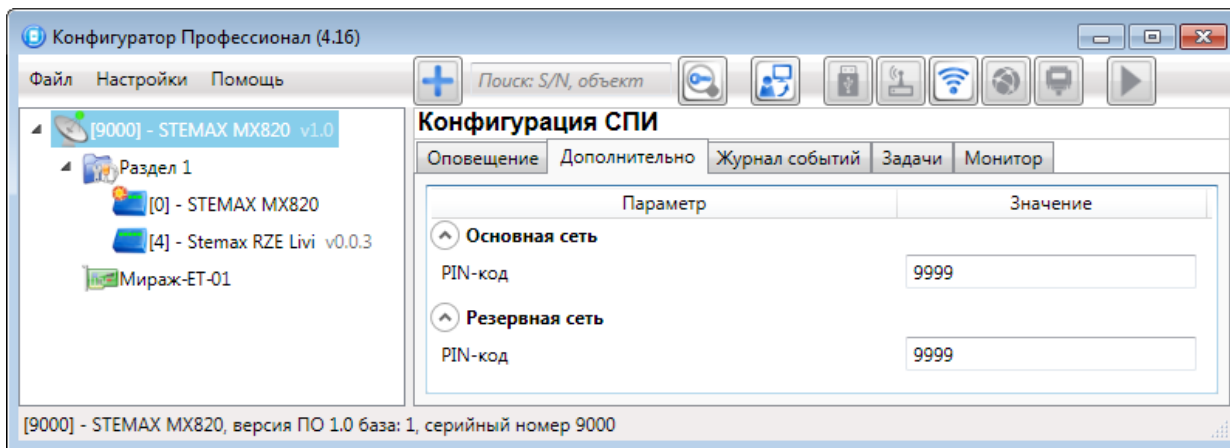 Конфигуратор Профессионал (4.16)
Файл Настройки Помощь Поиск: S/N, объект
[9000] - STEMAX MX820 v1.0
Раздел 1
[0] - STEMAX MX820
[4] - Stemax RZE Livi v0.0.3
Мираж-ET-01
Конфигурация СПИ
Оповещение Дополнительно Журнал событий Задачи Монитор
Параметр Значение
Основная сеть
PIN-код 9999
Резервная сеть
PIN-код 9999
[9000] - STEMAX MX820, версия ПО 1.0 база: 1, серийный номер 9000